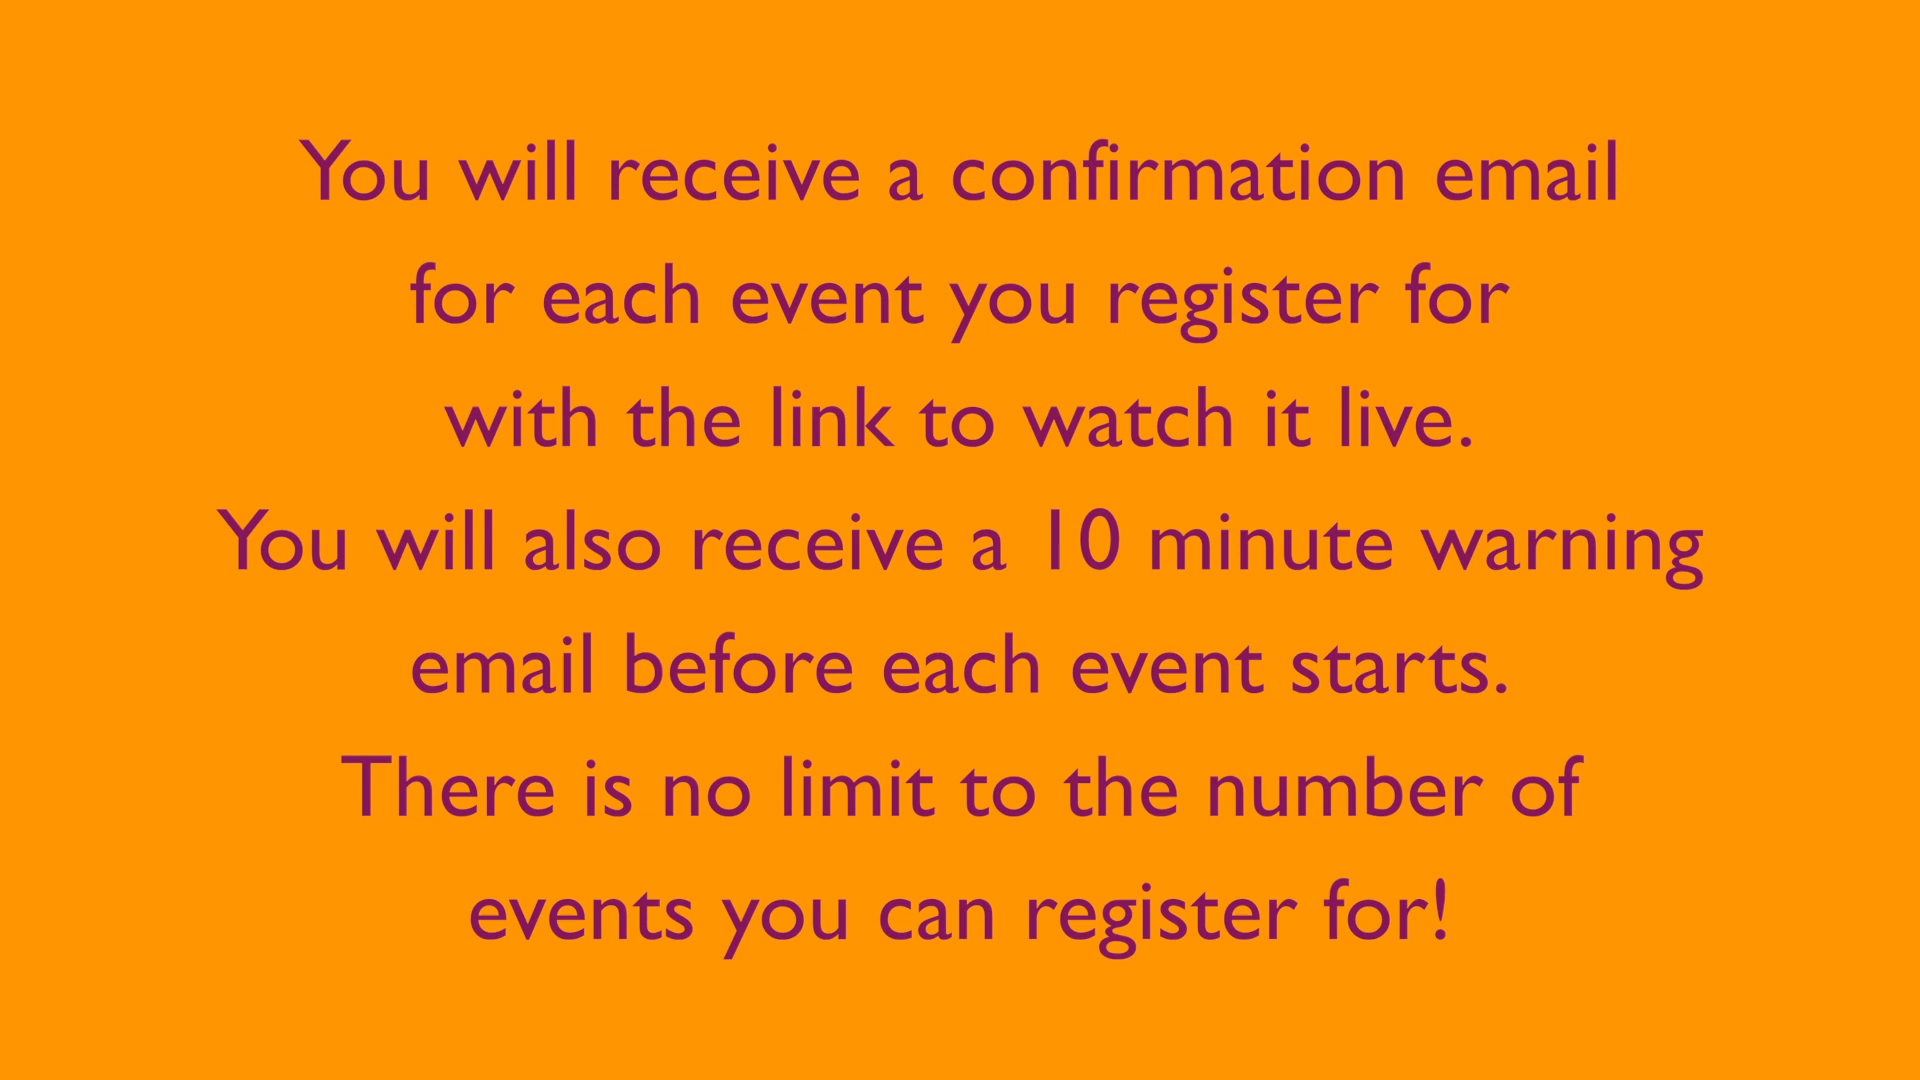 You will receive a confirmation email
for each event you register for
with the link to watch it live.
You will also receive a 10 minute warning
email before each event starts.
There is no limit to the number of
events you can register for!